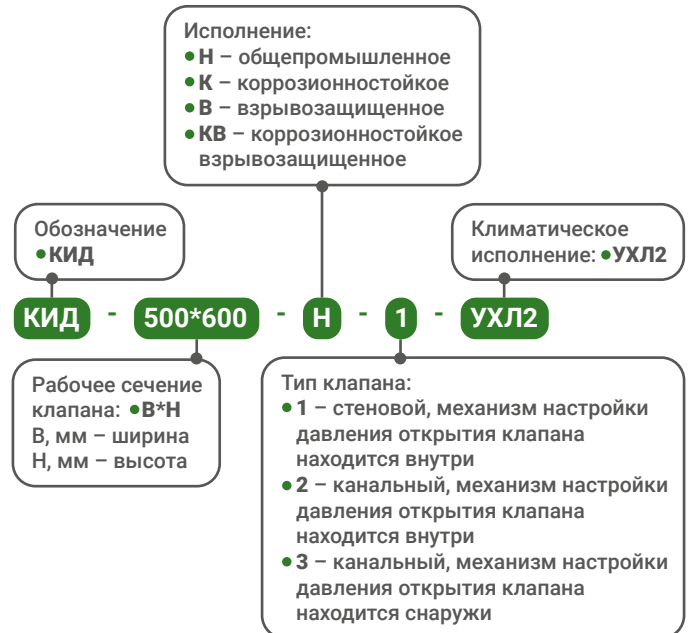 Исполнение:
Н – общепромышленное
К – коррозионностойкое
В – взрывозащищенное
КВ – коррозионностойкое
взрывозащищенное
Обозначение
КИД
Климатическое
исполнение: УХЛ2
КИД - 500*600 - Н - 1 - УХЛ2
Рабочее сечение
клапана: В*Н
В, мм – ширина
Н, мм – высота
Тип клапана:
1 – стеновой, механизм настройки
давления открытия клапана
находится внутри
2 – канальный, механизм настройки
давления открытия клапана
находится внутри
3 – канальный, механизм настройки
давления открытия клапана
находится снаружи